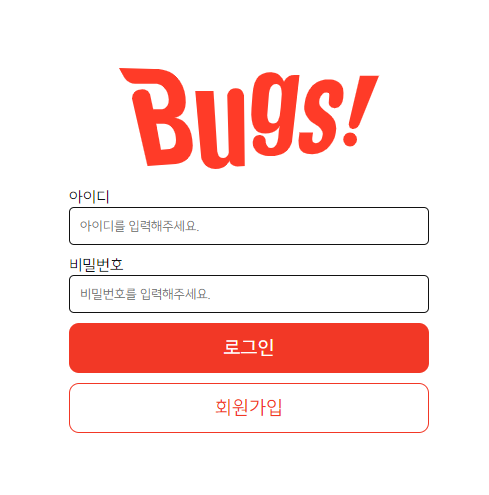 Bugs!
아이디
아이디를 입력해주세요.
비밀번호
비밀번호를 입력해주세요.
로그인
회원가입